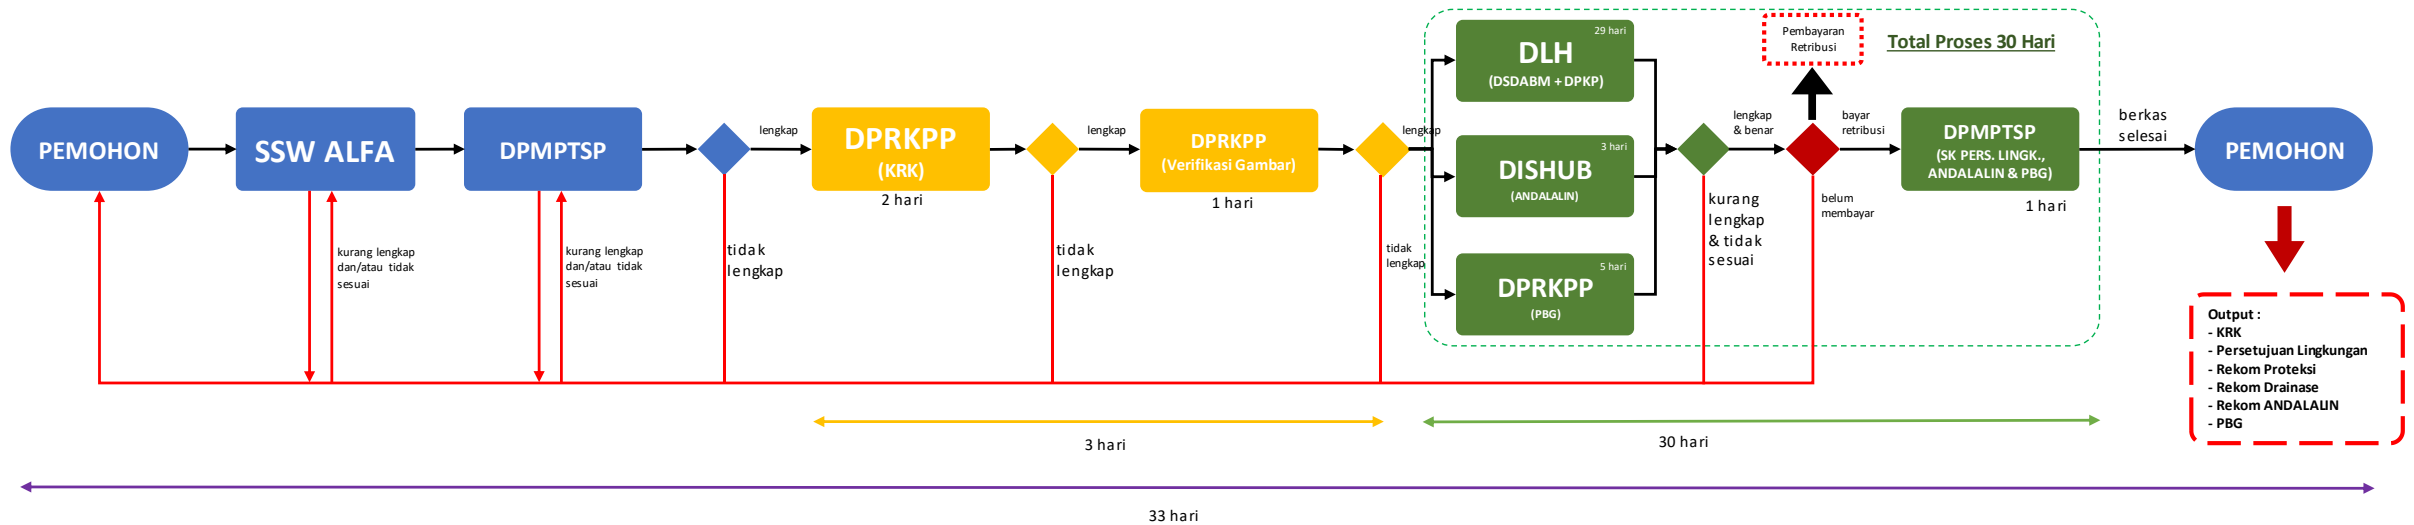 PEMOHON
SSW ALFA
kurang lengkap
dan/atau tidak
sesuai
DPMPTSP
kurang lengkap
dan/atau tidak
sesuai
lengkap
tidak
lengkap
DPRKPP
(KRK)
2 hari
lengkap
tidak
lengkap
DPRKPP
(Verifikasi Gambar)
1 hari
lengkap
tidak
lengkap
29 hari
DLH
(DSDABM + DPKP)
3 hari
DISHUB
(ANDALALIN)
5 hari
DPRKPP
(PBG)
lengkap
& benar
kurang
lengkap
& tidak
sesuai
Pembayaran
Retribusi
Total Proses 30 Hari
bayar
retribusi
belum
membayar
DPMPTSP
(SK PERS. LINGK.,
ANDALALIN & PBG)
1 hari
berkas
selesai
PEMOHON
Output :
- KRK
- Persetujuan Lingkungan
- Rekom Proteksi
- Rekom Drainase
- Rekom ANDALALIN
- PBG
3 hari
30 hari
33 hari